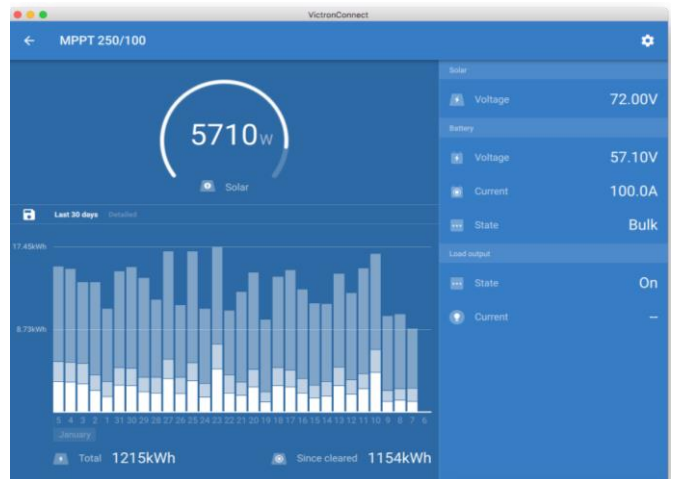 VictronConnect
MPPT 250/100
5710W
Solar
Last 30 days Detailed
17.45kWh
8.73kWh
5 4 3 2 1 31 30 29 28 27 26 25 24 23 22 21 20 19 18 17 16 15 14 13 12 11 10 9 8 7 6
January
Total 1215kWh
Since cleared 1154kWh
Solar
Voltage 72.00V
Battery
Voltage 57.10V
Current 100.0A
State Bulk
Load output
State On
Current –